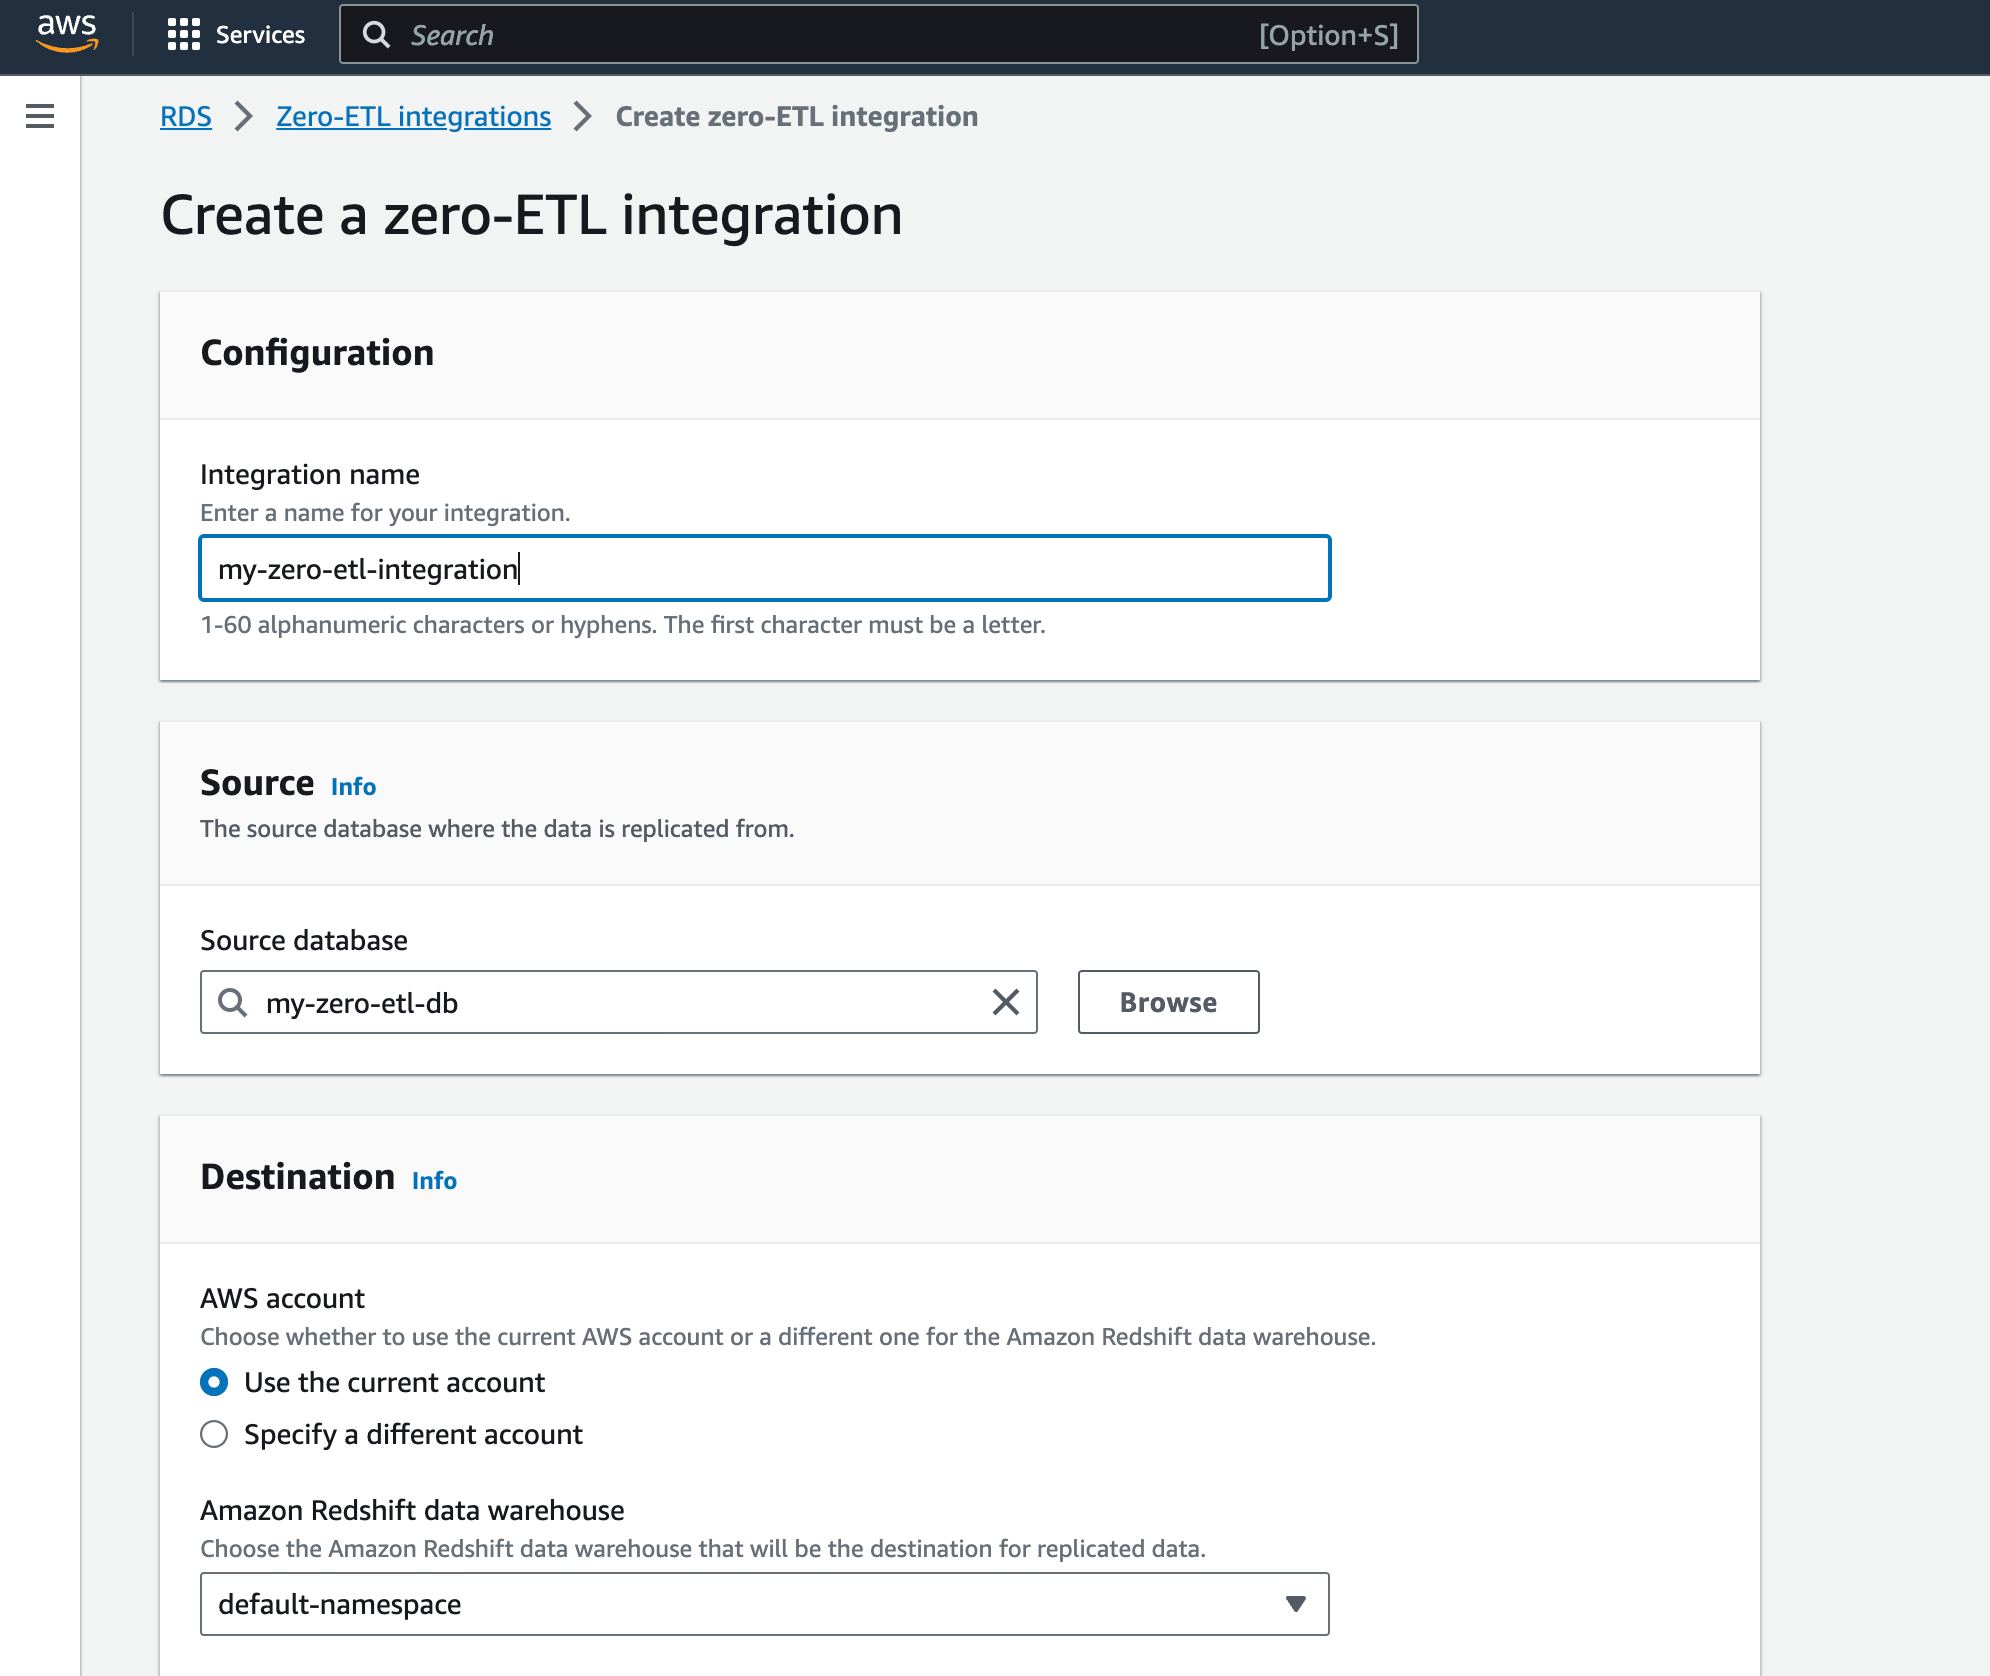 aws Services Search [Option+S]
RDS Zero-ETL integrations Create zero-ETL integration
Create a zero-ETL integration
Configuration
Integration name
Enter a name for your integration.
my-zero-etl-integration
1-60 alphanumeric characters or hyphens. The first character must be a letter.
Source Info
The source database where the data is replicated from.
Source database
my-zero-etl-db Browse
Destination Info
AWS account
Choose whether to use the current AWS account or a different one for the Amazon Redshift data warehouse.
Use the current account
Specify a different account
Amazon Redshift data warehouse
Choose the Amazon Redshift data warehouse that will be the destination for replicated data.
default-namespace